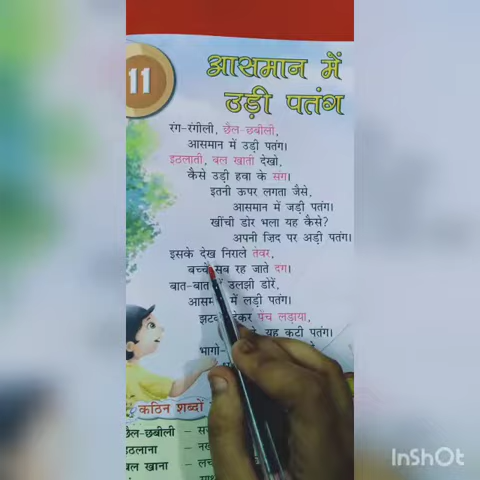 11
आसमान में
उड़ी पतंग
रंग-रंगीली, छैल-छबीली,
आसमान में उड़ी पतंग।
इठलाती, बल खाती देखो,
कैसे उड़ी हवा के संग।
इतनी ऊपर लगता जैसे,
आसमान में जड़ी पतंग।
खींची डोर भला यह कैसे?
अपनी ज़िद पर अड़ी पतंग।
इसके देख निराले तेवर,
बच्चे सब रह जाते दंग।
बात-बात में उलझी डोरें,
में लड़ी पतंग।
पेंच लड़ाया,
यह कटी पतंग।
कठिन शब्दों
छैल-छबीली
इठलाना
बल खाना
InShOt